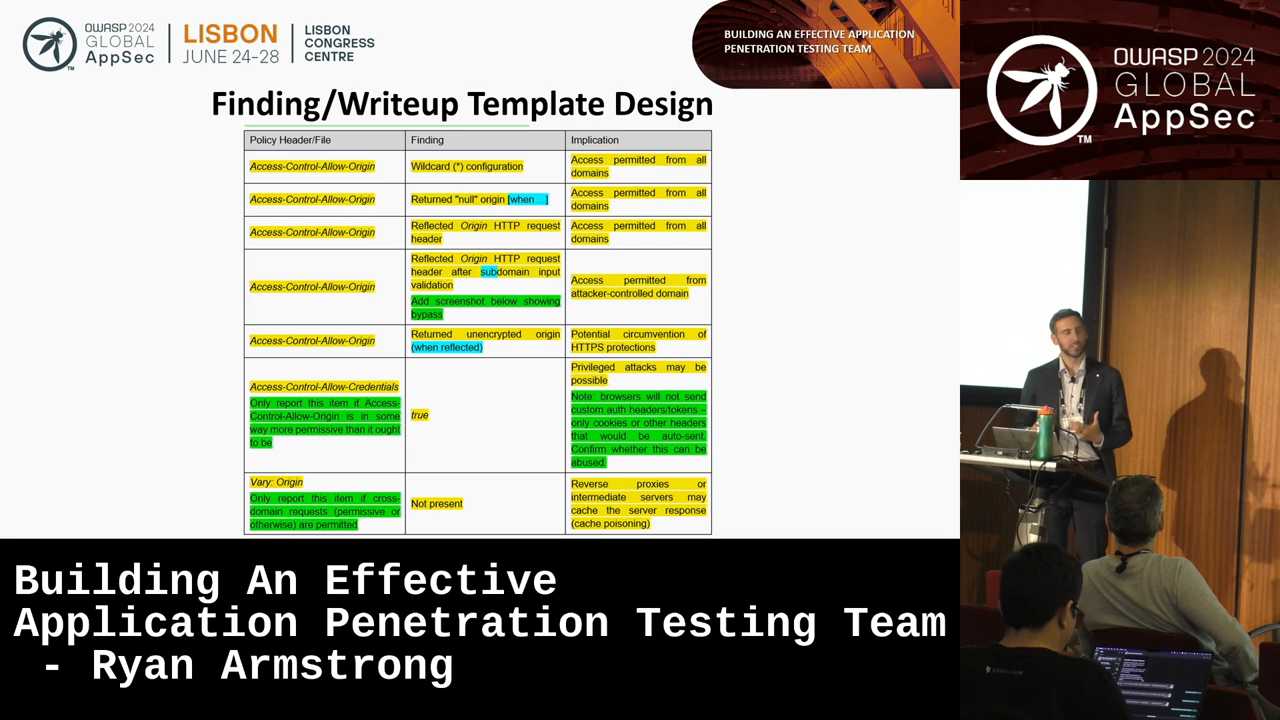 OWASP 2024
GLOBAL
AppSec
TM
LISBON
JUNE 24-28
LISBON
CONGRESS
CENTRE
BUILDING AN EFFECTIVE APPLICATION
PENETRATION TESTING TEAM
OWASP 2024
GLOBAL
AppSec
TM
Finding/Writeup Template Design
Policy Header/File
Finding
Implication
Access-Control-Allow-Origin
Wildcard (*) configuration
Access permitted from all
domains
Access-Control-Allow-Origin
Returned "null" origin [when ...]
Access permitted from all
domains
Access-Control-Allow-Origin
Reflected Origin HTTP request
header
Access permitted from all
domains
Access-Control-Allow-Origin
Reflected Origin HTTP request
header after subdomain input
validation
Add screenshot below showing
bypass
Access permitted from
attacker-controlled domain
Access-Control-Allow-Origin
Returned unencrypted origin
(when reflected)
Potential circumvention of
HTTPS protections
Access-Control-Allow-Credentials
Only report this item if Access-
Control-Allow-Origin is in some
way more permissive than it ought
to be
true
Privileged attacks may be
possible
Note: browsers will not send
custom auth headers/tokens –
only cookies or other headers
that would be auto-sent.
Confirm whether this can be
abused.
Vary: Origin
Only report this item if cross-
domain requests (permissive or
otherwise) are permitted
Not present
Reverse proxies or
intermediate servers may
cache the server response
(cache poisoning)
Building An Effective
Application Penetration Testing Team
- Ryan Armstrong